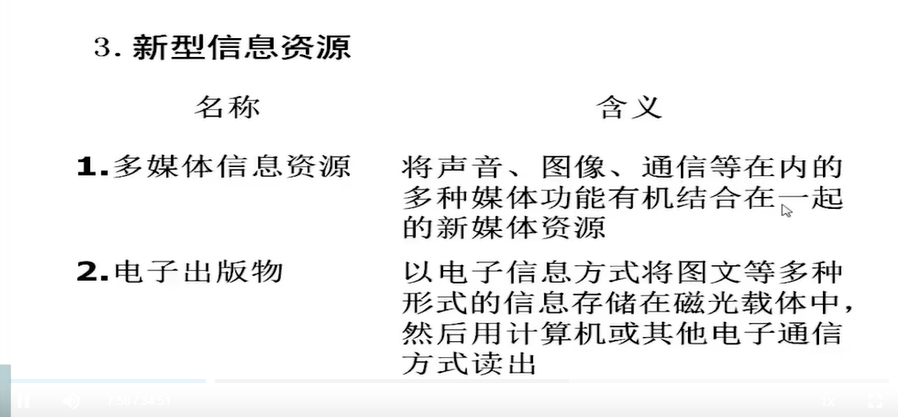 3. 新型信息资源
名称 含义
1.多媒体信息资源 将声音、图像、通信等在内的
多种媒体功能有机结合在一起
的新媒体资源
2.电子出版物 以电子信息方式将图文等多种
形式的信息存储在磁光载体中，
然后用计算机或其他电子通信
方式读出